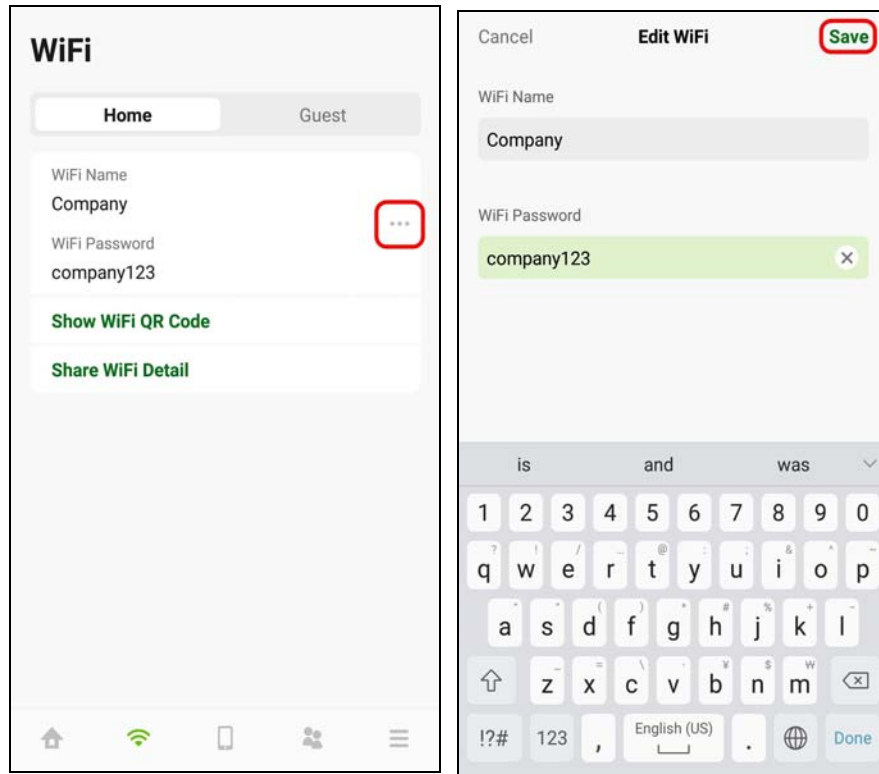 WiFi
Home Guest
WiFi Name
Company
WiFi Password
company123
Show WiFi QR Code
Share WiFi Detail
Cancel Edit WiFi Save
WiFi Name
Company
WiFi Password
company123
is and was
1 2 3 4 5 6 7 8 9 0
q w e r t y u i o p
a s d f g h j k l
z x c v b n m
!?# 123 , English (US) . Done